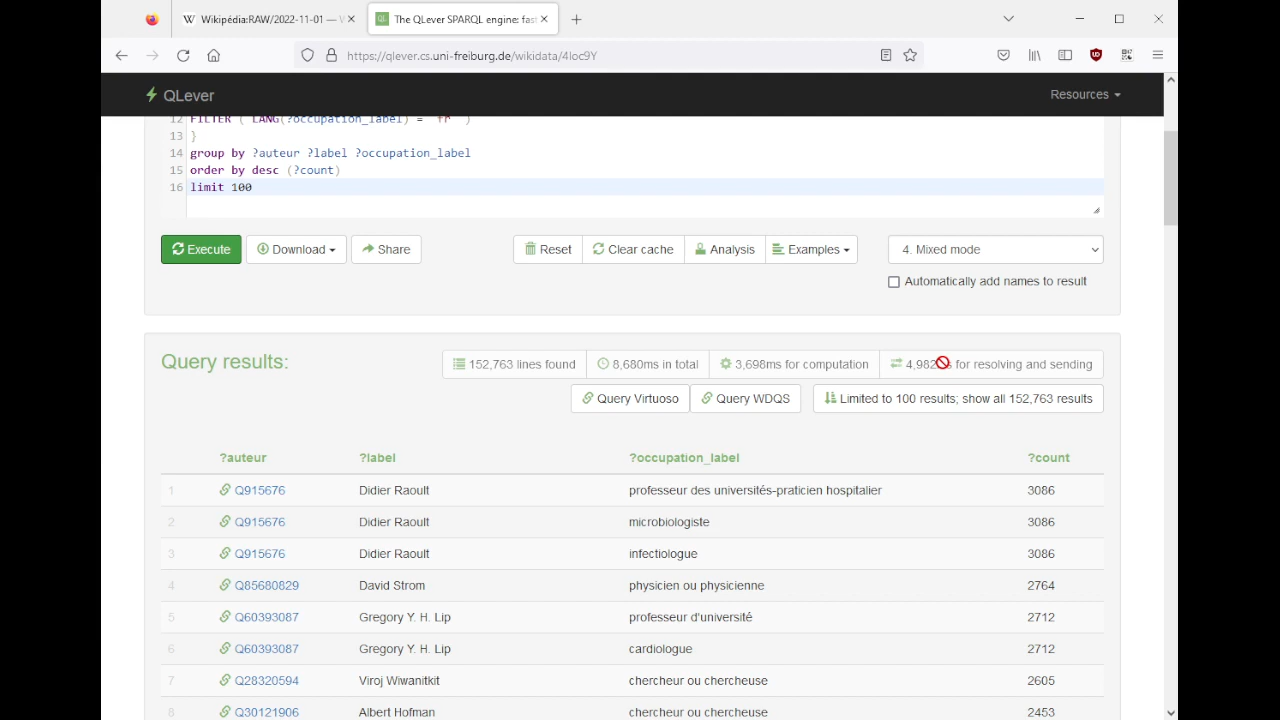 Wikipédia:RAW/2022-11-01 — W
The QLever SPARQL engine: fast
https://qlever.cs.uni-freiburg.de/wikidata/4Ioc9Y
QLever
Resources
12 FILTER ( LANG(?occupation_label) = "fr" )
13 }
14 group by ?auteur ?label ?occupation_label
15 order by desc (?count)
16 limit 100
Execute Download Share Reset Clear cache Analysis Examples 4. Mixed mode
Automatically add names to result
Query results:
152,763 lines found 8,680ms in total 3,698ms for computation 4,982ms for resolving and sending
Query Virtuoso Query WDQS Limited to 100 results; show all 152,763 results
?auteur ?label ?occupation_label ?count
1 Q915676 Didier Raoult professeur des universités-praticien hospitalier 3086
2 Q915676 Didier Raoult microbiologiste 3086
3 Q915676 Didier Raoult infectiologue 3086
4 Q85680829 David Strom physicien ou physicienne 2764
5 Q60393087 Gregory Y. H. Lip professeur d'université 2712
6 Q60393087 Gregory Y. H. Lip cardiologue 2712
7 Q28320594 Viroj Wiwanitkit chercheur ou chercheuse 2605
8 Q30121906 Albert Hofman chercheur ou chercheuse 2453